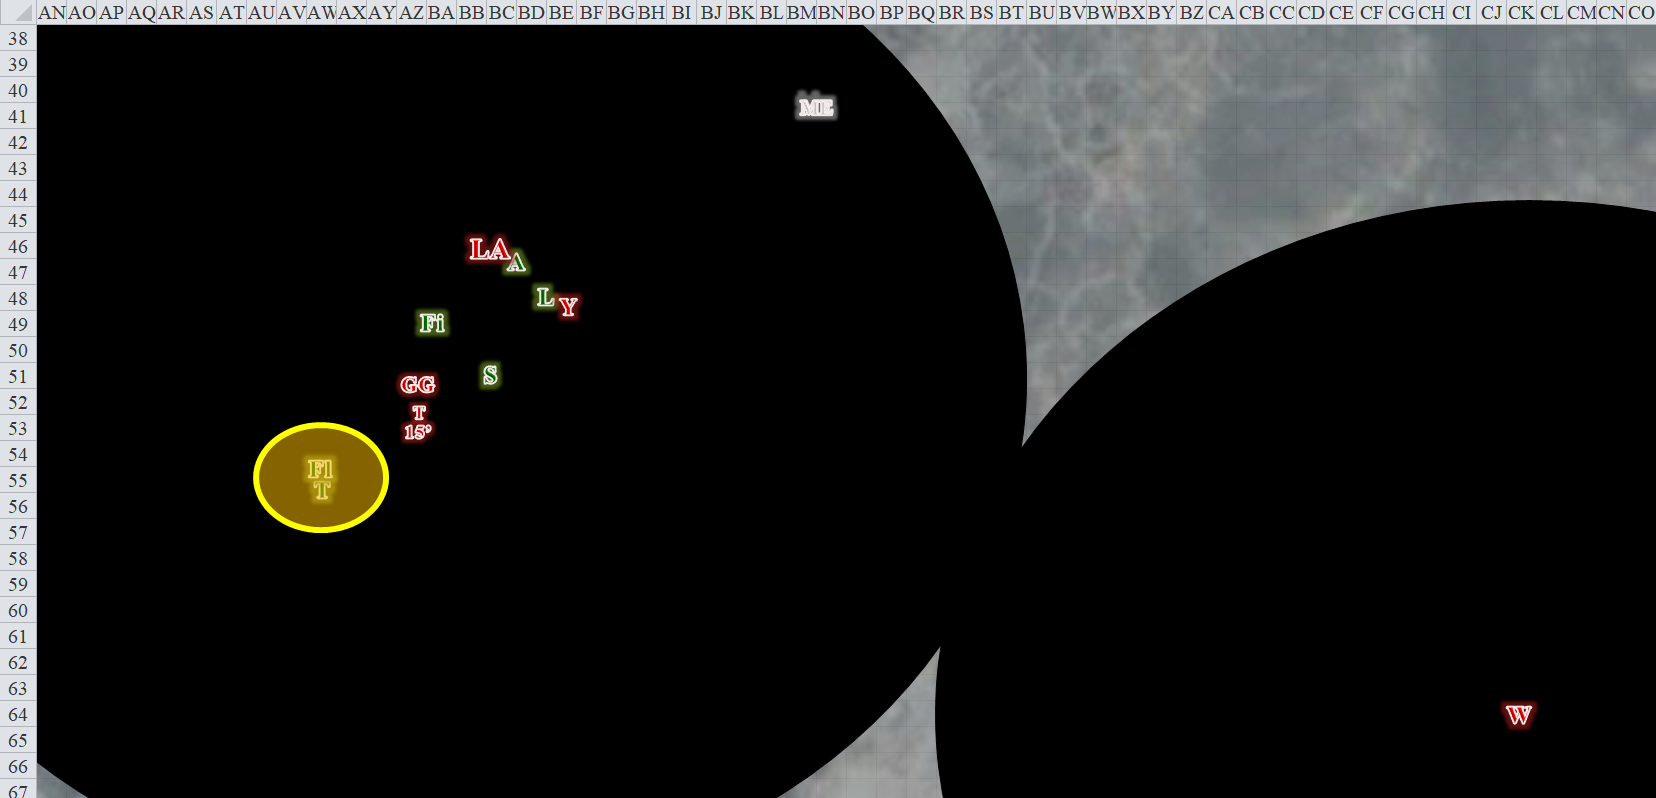 AN AO AP AQ AR AS AT AU AV AW AX AY AZ BA BB BC BD BE BF BG BH BI BJ BK BL BM BN BO BP BQ BR BS BT BU BV BW BX BY BZ CA CB CC CD CE CF CG CH CI CJ CK CL CM CN CO
38
39
40
ME
41
42
43
44
45
46 LA
47 A
48 L Y
49 Fi
50
51 S
GG
52 T
53 15’
54
55 Fl
T
56
57
58
59
60
61
62
63
64 W
65
66
67